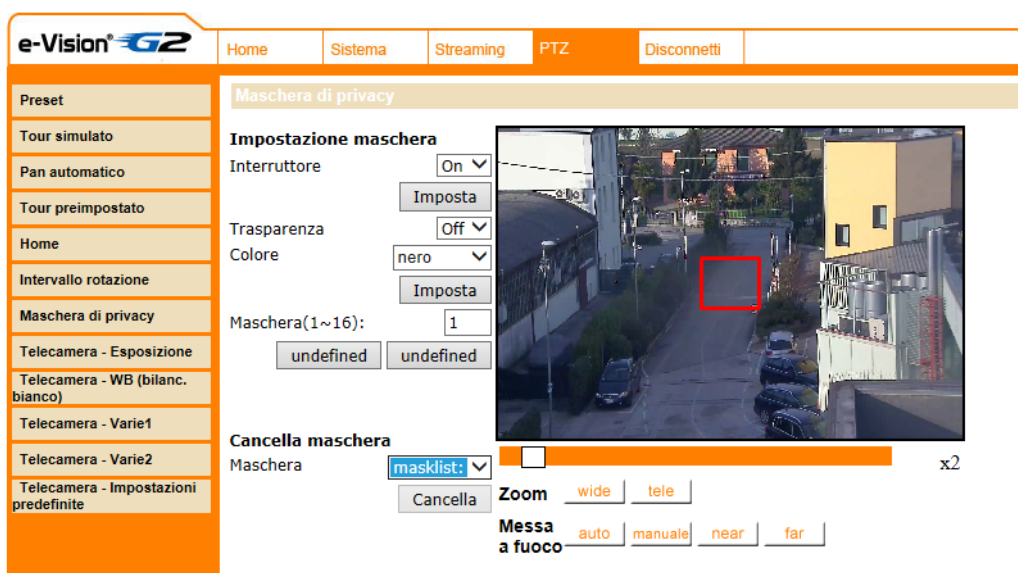 e-Vision® G2
Home
Sistema
Streaming
PTZ
Disconnetti
Preset
Tour simulato
Pan automatico
Tour preimpostato
Home
Intervallo rotazione
Maschera di privacy
Telecamera - Esposizione
Telecamera - WB (bilanc.
bianco)
Telecamera - Varie1
Telecamera - Varie2
Telecamera - Impostazioni
predefinite
Maschera di privacy
Impostazione maschera
Interruttore On
Imposta
Trasparenza Off
Colore nero
Imposta
Maschera(1~16): 1
undefined undefined
Cancella maschera
Maschera masklist:
Cancella
x2
Zoom wide tele
Messa
a fuoco auto manuale near far